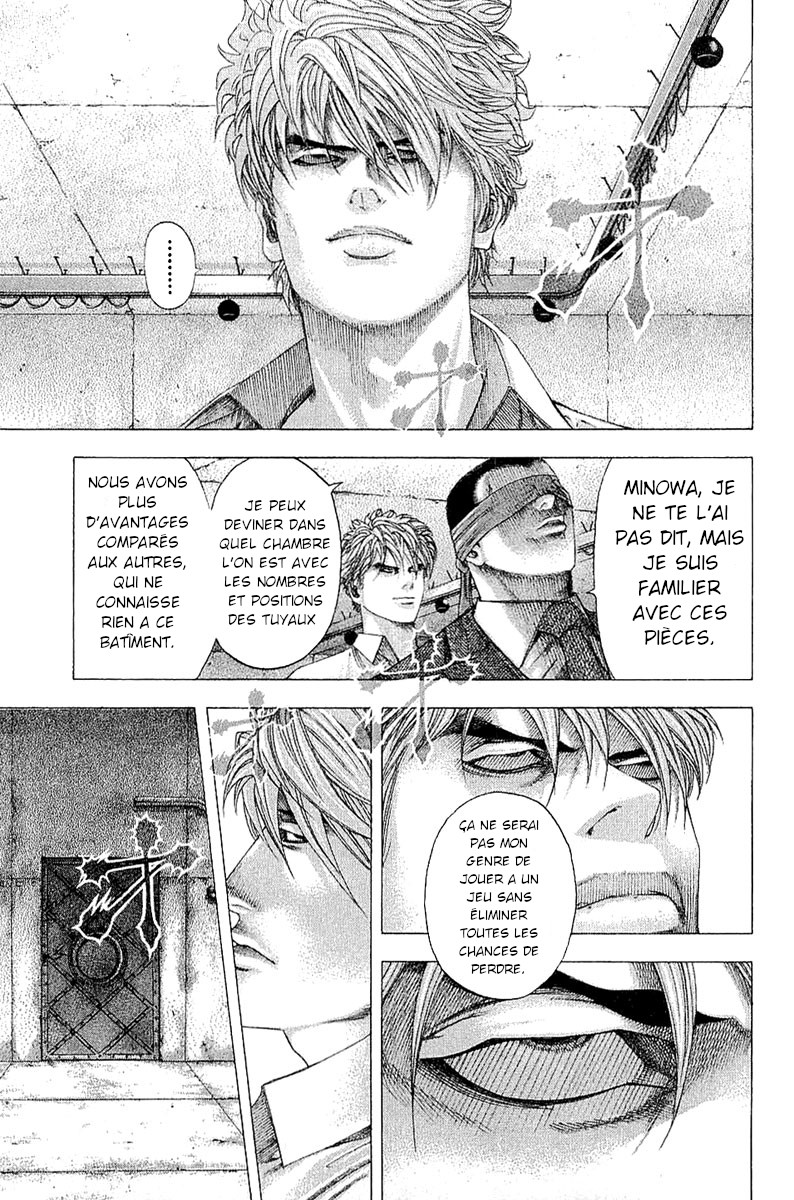 .........
MINOWA, JE
NE TE L'AI
PAS DIT, MAIS
JE SUIS
FAMILIER
AVEC CES
PIÈCES.
JE PEUX
DEVINER DANS
QUEL CHAMBRE
L'ON EST AVEC
LES NOMBRES
ET POSITIONS
DES TUYAUX
NOUS AVONS
PLUS
D'AVANTAGES
COMPARÉS
AUX AUTRES,
QUI NE
CONNAISSE
RIEN A CE
BATÎMENT.
ÇA NE SERAI
PAS MON
GENRE DE
JOUER A UN
JEU SANS
ÉLIMINER
TOUTES LES
CHANCES DE
PERDRE.